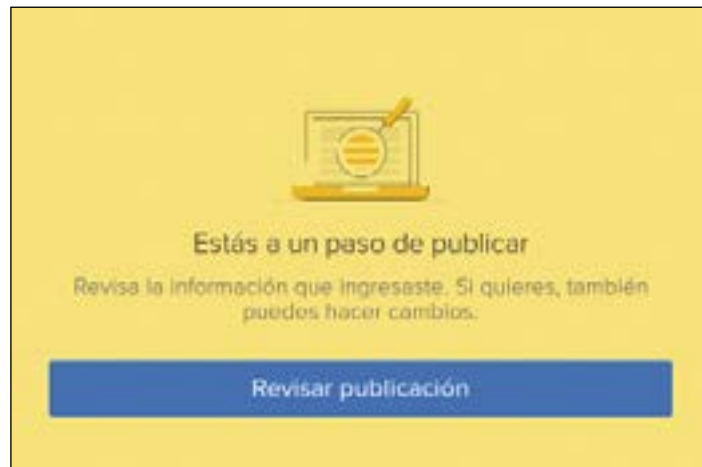 Estás a un paso de publicar
Revisa la información que ingresaste. Si quieres, también
puedes hacer cambios.
Revisar publicación